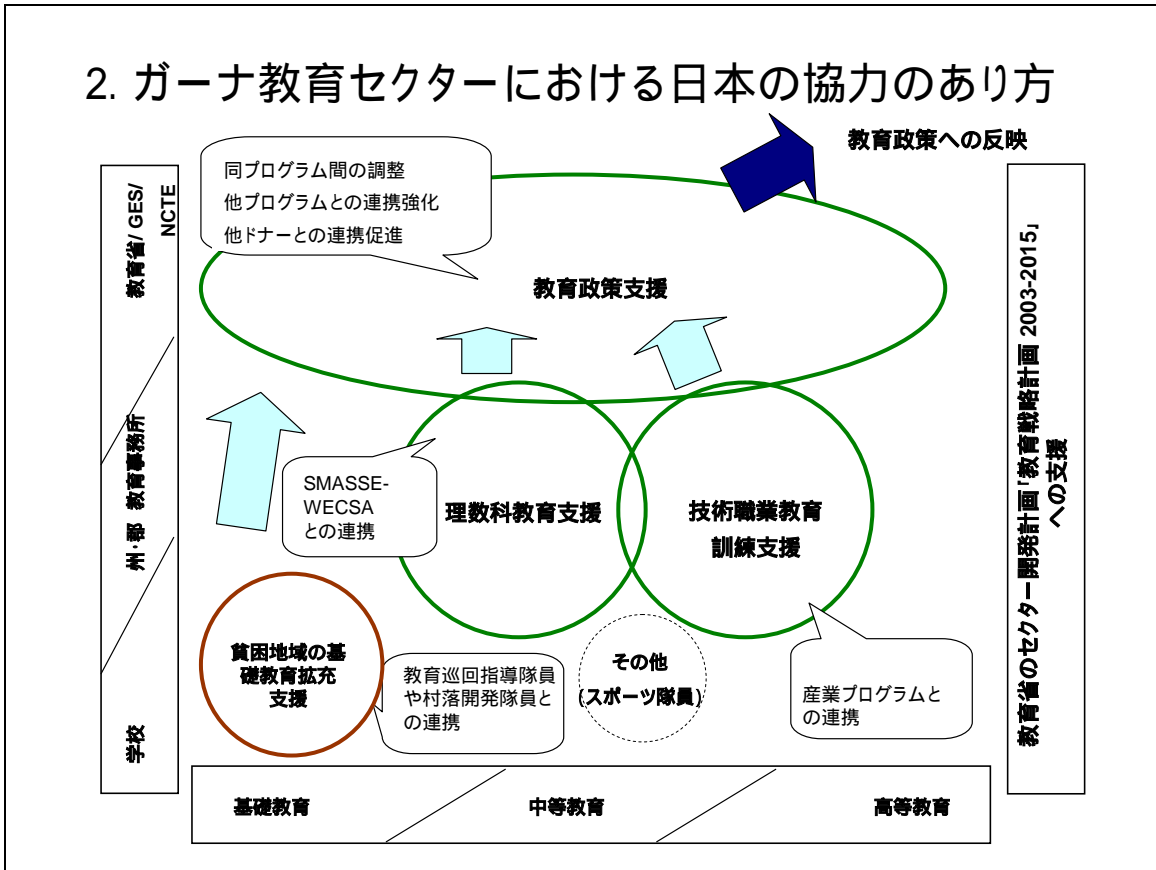 2. ガーナ教育セクターにおける日本の協力のあり方
教育政策への反映
同プログラム間の調整
他プログラムとの連携強化
他ドナーとの連携促進
教育省/ GES/
NCTE
教育政策支援
州・郡 教育事務所
SMASSE-
WECSA
との連携
理数科教育支援
技術職業教育
訓練支援
教育省のセクター開発計画「教育戦略計画 2003-2015」
への支援
貧困地域の基
礎教育拡充
支援
教育巡回指導隊員
や村落開発隊員と
の連携
その他
(スポーツ隊員)
産業プログラムと
の連携
学校
基礎教育
中等教育
高等教育